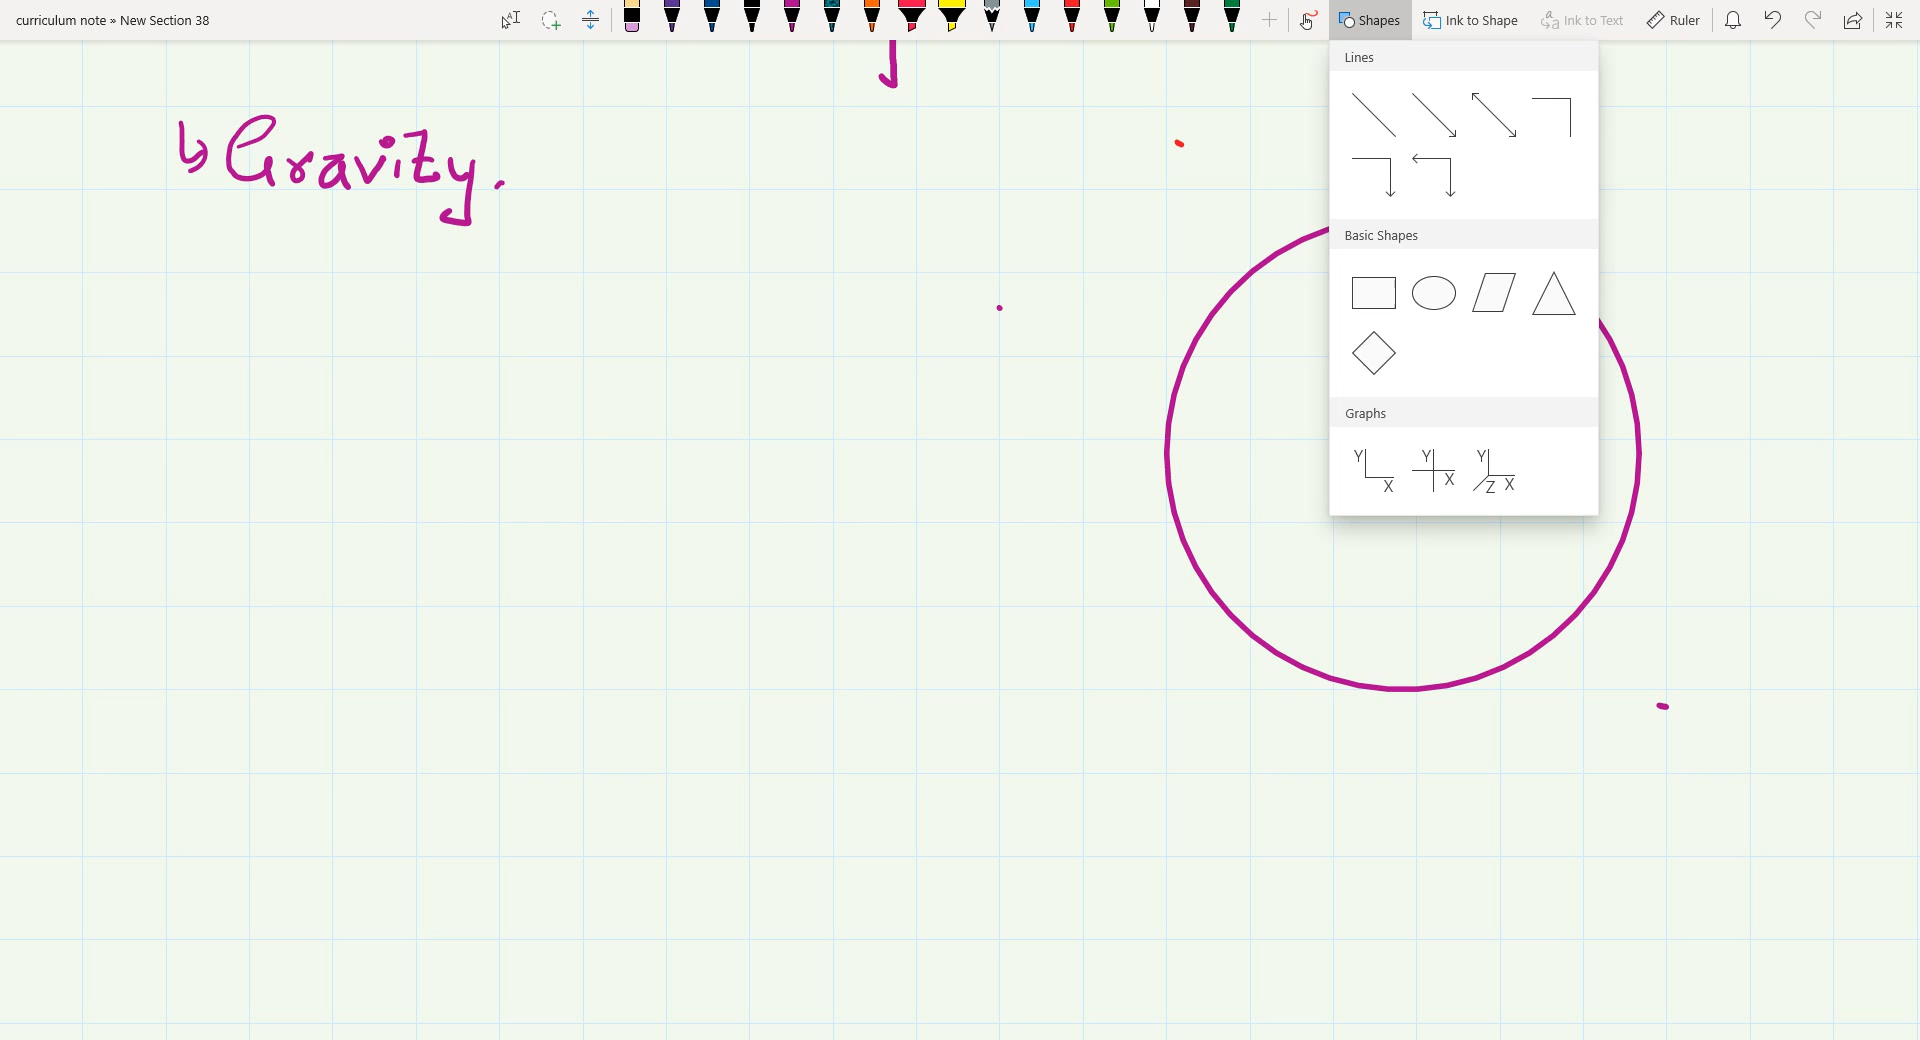 curriculum note » New Section 38
Shapes
Ink to Shape
Ink to Text
Ruler
Lines
Gravity.
Basic Shapes
Graphs
Y X
Y X
Y Z X